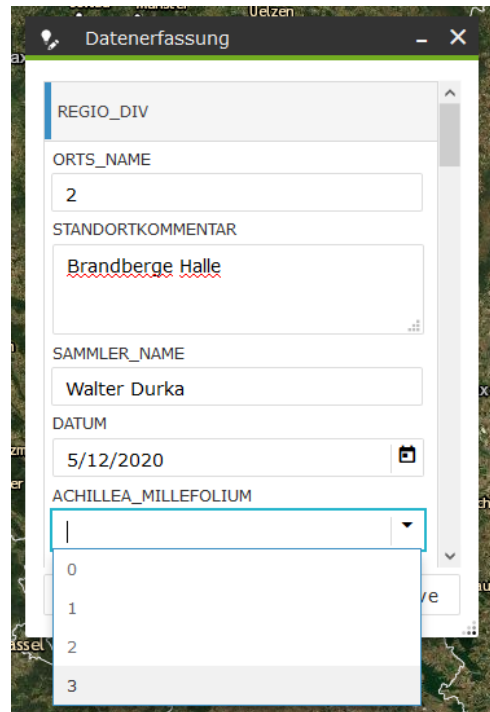 Uelzen
Datenerfassung
REGIO_DIV
ORTS_NAME
2
STANDORTKOMMENTAR
Brandberge Halle
SAMMLER_NAME
Walter Durka
DATUM
5/12/2020
ACHILLEA_MILLEFOLIUM
0
1
2
3